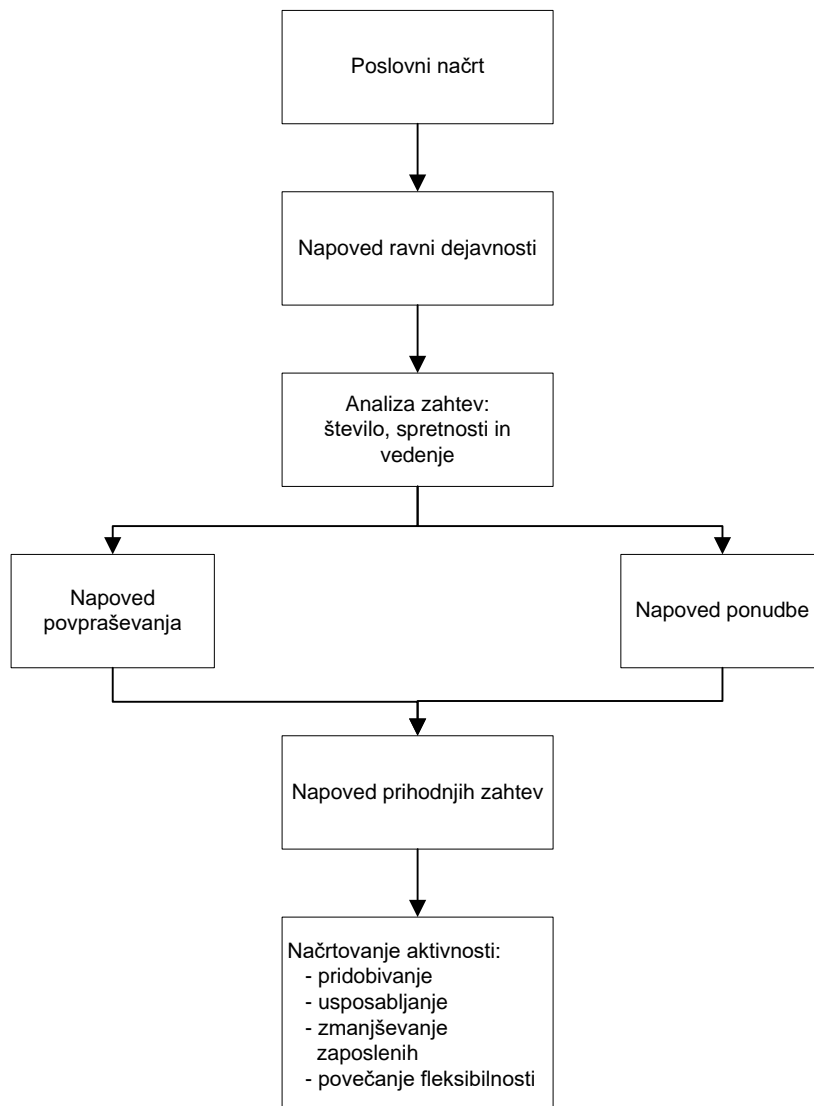 Poslovni načrt
Napoved ravni dejavnosti
Analiza zahtev:
število, spretnosti in
vedenje
Napoved
povpraševanja
Napoved ponudbe
Napoved prihodnjih zahtev
Načrtovanje aktivnosti:
- pridobivanje
- usposabljanje
- zmanjševanje
zaposlenih
- povečanje fleksibilnosti